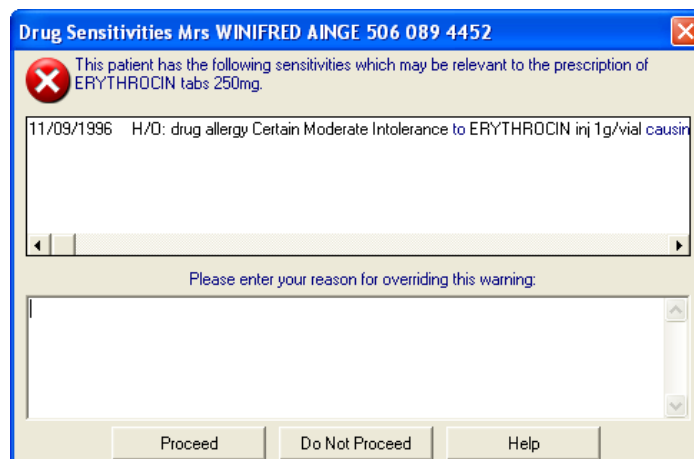 Drug Sensitivities Mrs WINIFRED AINGE 506 089 4452
This patient has the following sensitivities which may be relevant to the prescription of
ERYTHROCIN tabs 250mg.
11/09/1996 H/O: drug allergy Certain Moderate Intolerance to ERYTHROCIN inj 1g/vial causin
Please enter your reason for overriding this warning:
Proceed Do Not Proceed Help